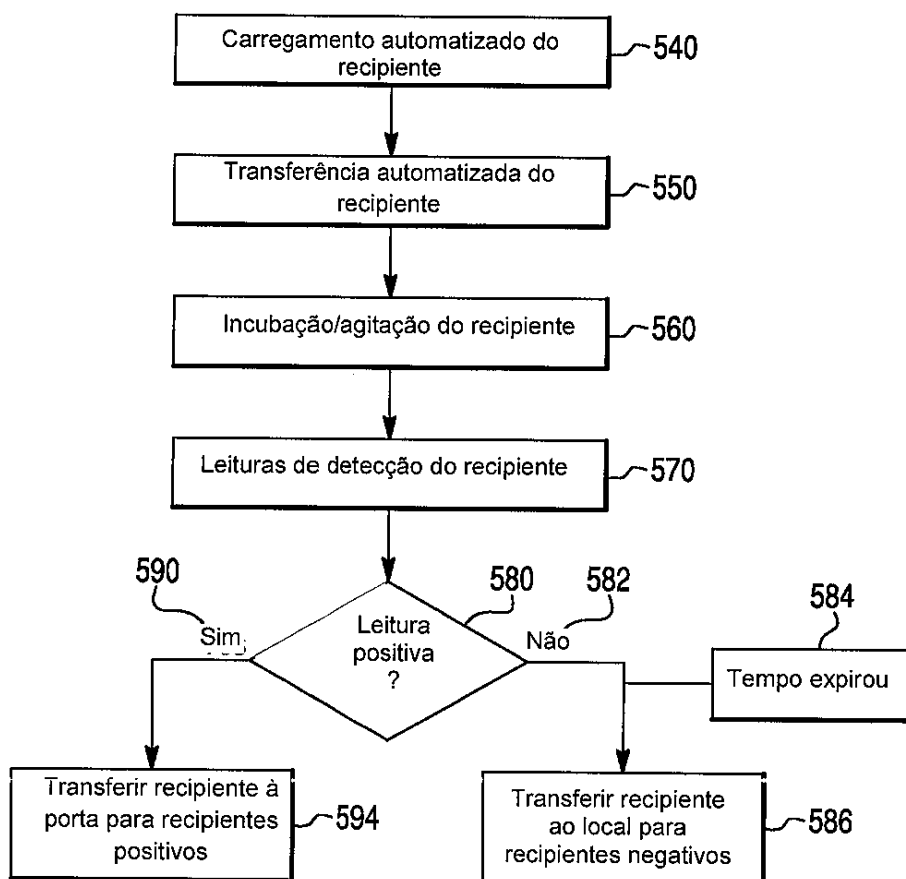 Carregamento automatizado do
recipiente
540
Transferência automatizada do
recipiente
550
Incubação/agitação do recipiente
560
Leituras de detecção do recipiente
570
590
580
582
584
Sim
Leitura
positiva
?
Não
Tempo expirou
Transferir recipiente à
porta para recipientes
positivos
594
Transferir recipiente
ao local para
recipientes negativos
586